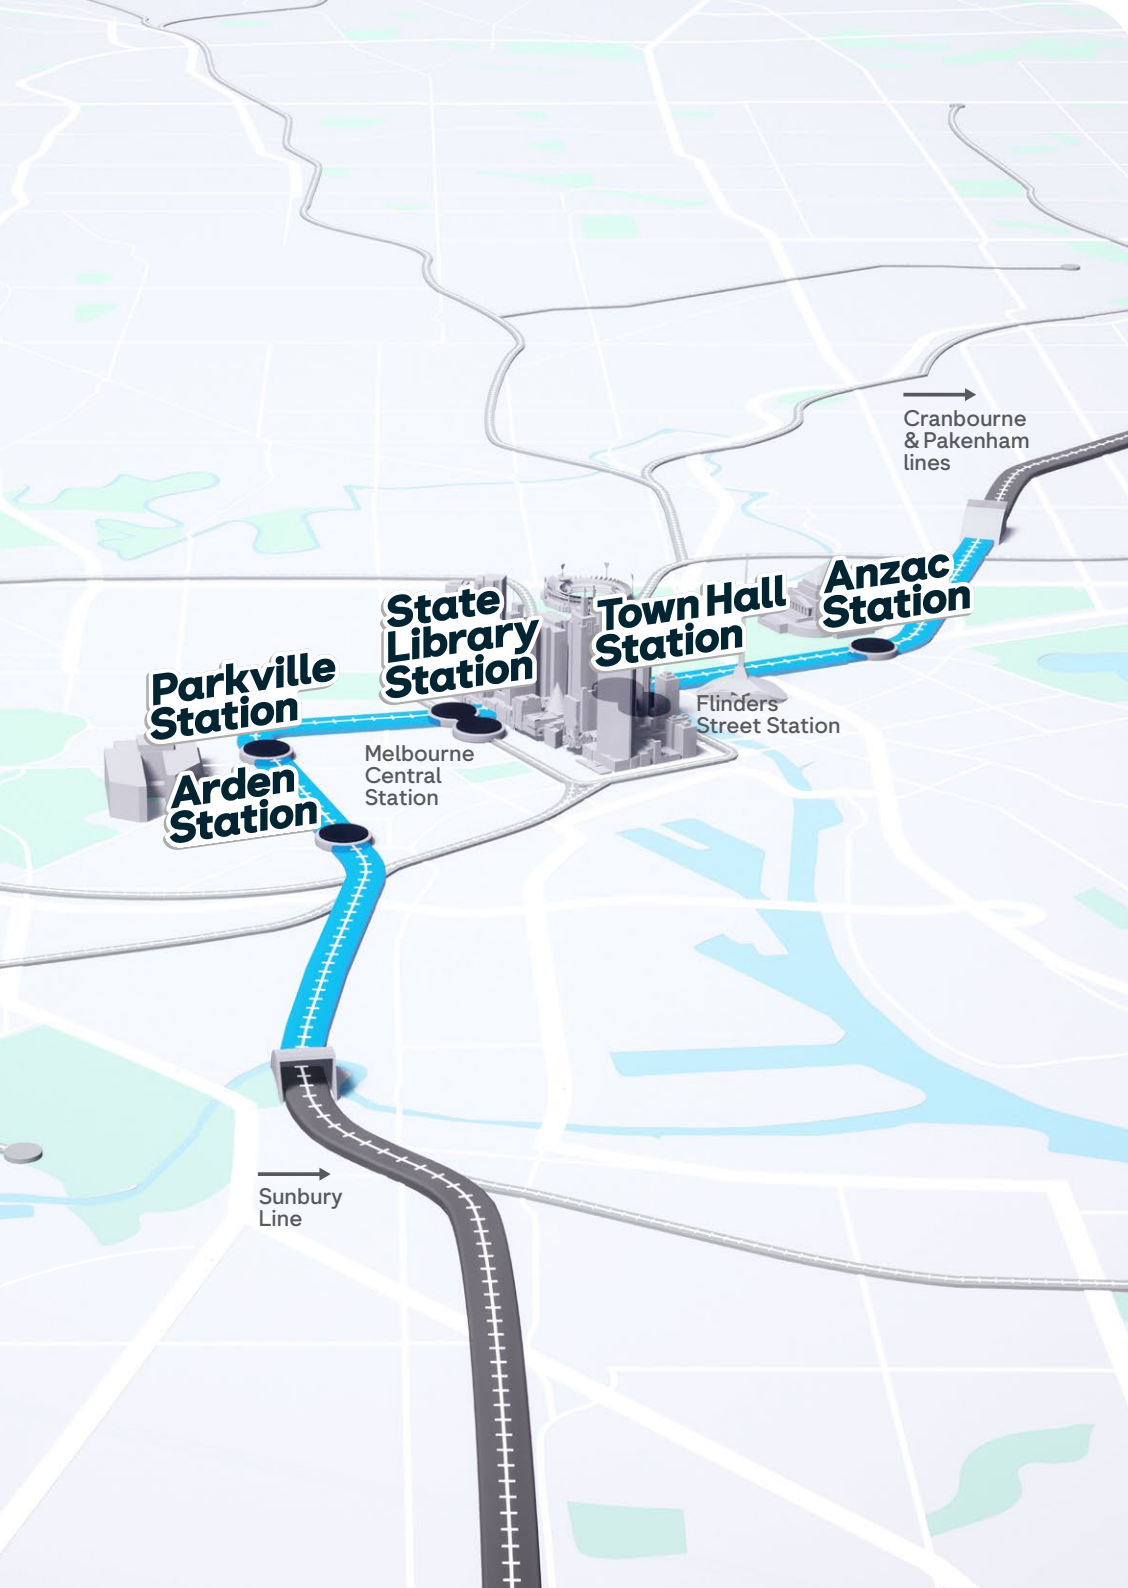 Cranbourne
& Pakenham
lines
Anzac
Station
Town Hall
Station
State
Library
Station
Parkville
Station
Flinders
Street Station
Melbourne
Central
Station
Arden
Station
Sunbury
Line